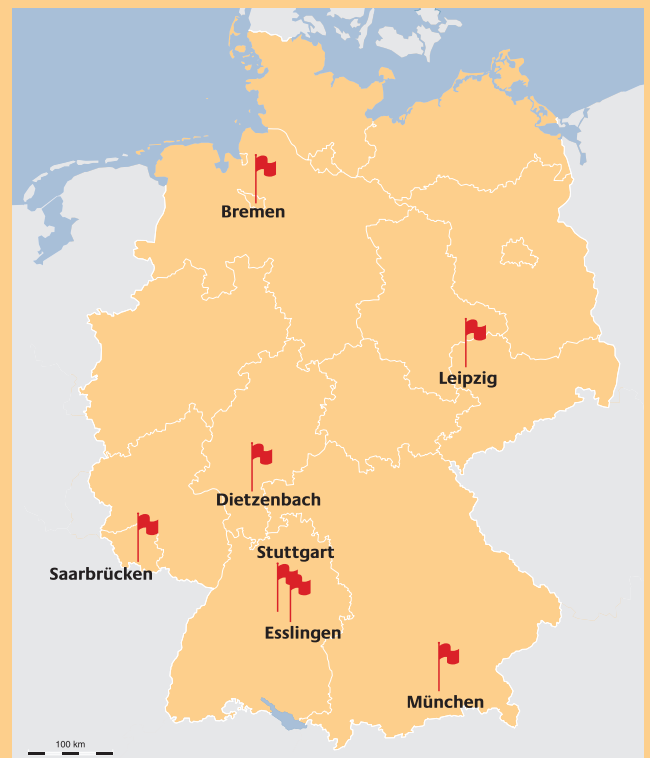 Bremen
Leipzig
Dietzenbach
Stuttgart
Saarbrücken
Esslingen
München
100 km